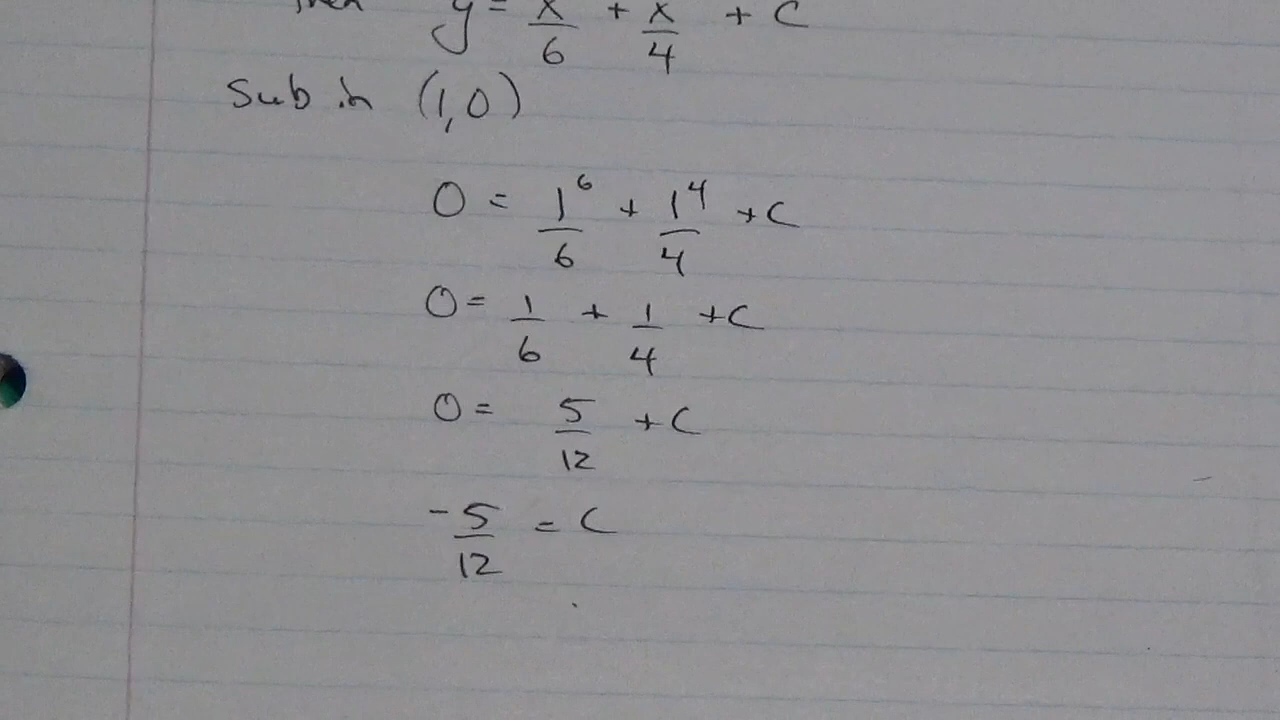 Then y = x/6 + x/4 + C
Sub in (1,0)
0 = 1^6/6 + 1^4/4 + C
0 = 1/6 + 1/4 + C
0 = 5/12 + C
-5/12 = C